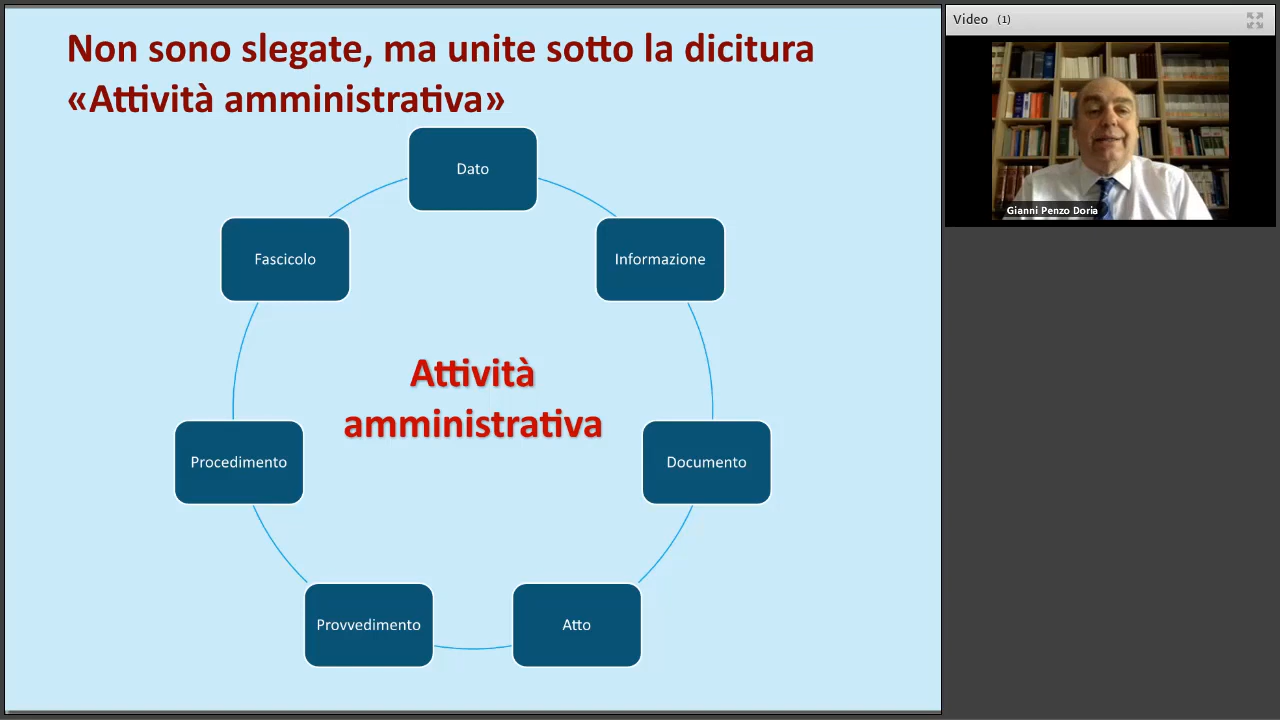 Non sono slegate, ma unite sotto la dicitura
«Attività amministrativa»
Dato
Fascicolo
Informazione
Attività
amministrativa
Procedimento
Documento
Provvedimento
Atto
Video (1)
Gianni Penzo Doria